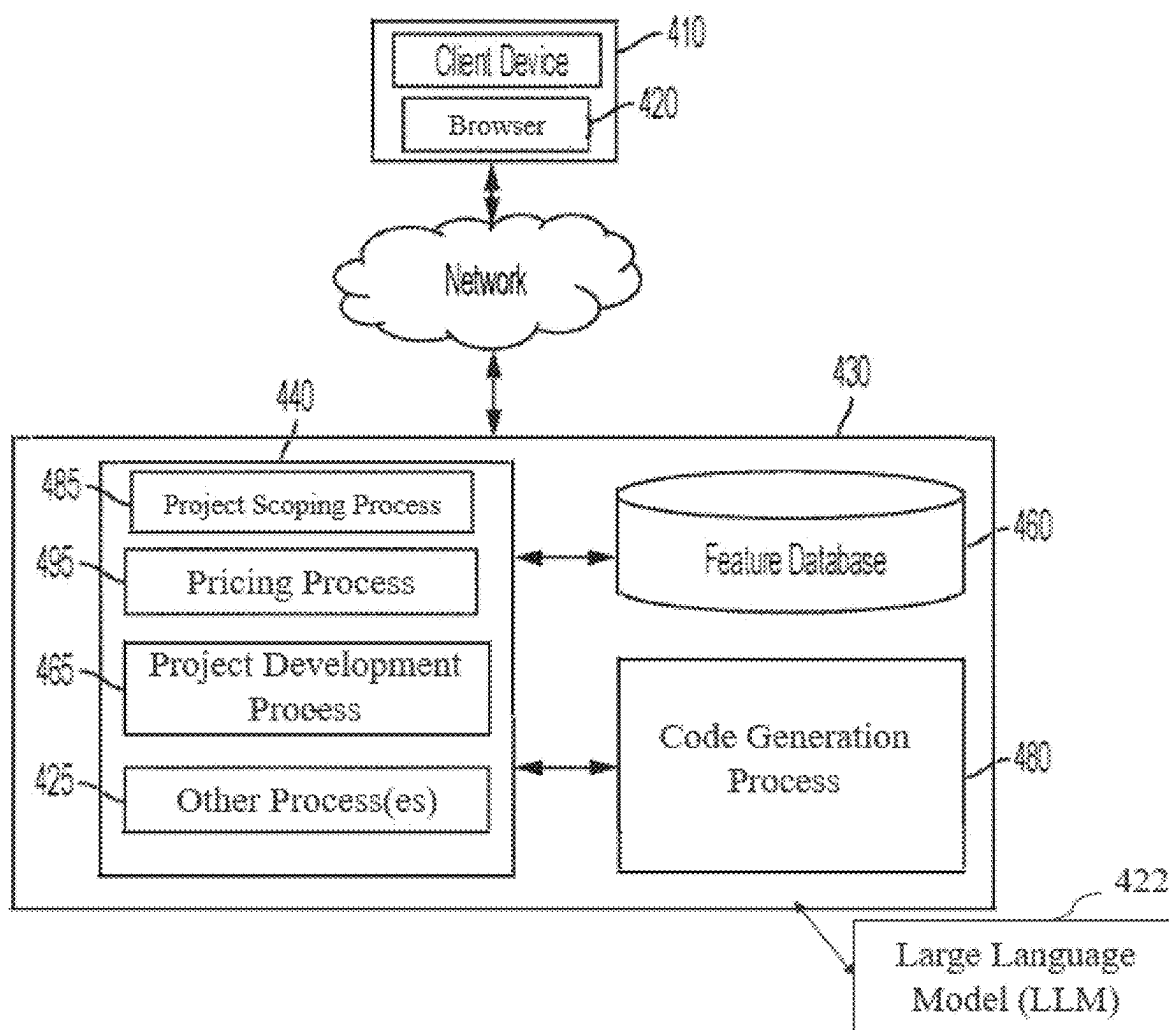 410
Client Device
420
Browser
Network
430
440
485
Project Scoping Process
495
Pricing Process
460
Feature Database
465
Project Development
Process
Code Generation
Process
480
425
Other Process(es)
422
Large Language
Model (LLM)